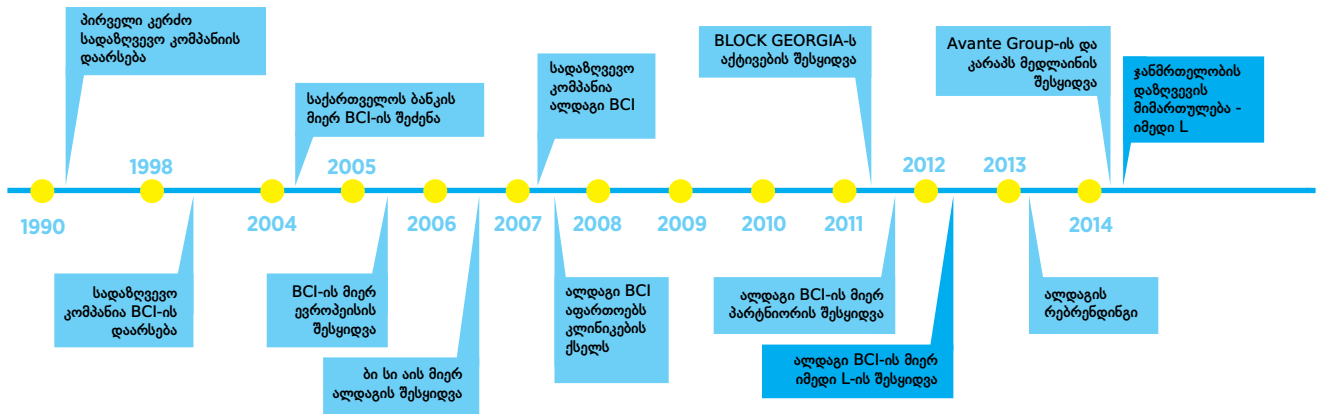 პირველი კერძო
სადაზღვევო კომპანიის
დაარსება
საქართველოს ბანკის
მიერ BCI-ის შეძენა
სადაზღვევო
კომპანია
ალდაგი BCI
BLOCK GEORGIA-ს
აქტივების შესყიდვა
Avante Group-ის და
კარაპს მედლაინის
შესყიდვა
ჯანმრთელობის
დაზღვევის
მიმართულება -
იმედი L
1990
1998
2004
2005
2006
2007
2008
2009
2010
2011
2012
2013
2014
სადაზღვევო
კომპანია BCI-ის
დაარსება
BCI-ის მიერ
ევროპეისის
შესყიდვა
ბი სი აის მიერ
ალდაგის შესყიდვა
ალდაგი BCI
აფართოებს
კლინიკების
ქსელს
ალდაგი BCI-ის მიერ
პარტნიორის შესყიდვა
ალდაგი BCI-ის მიერ
იმედი L-ის შესყიდვა
ალდაგის
რებრენდინგი